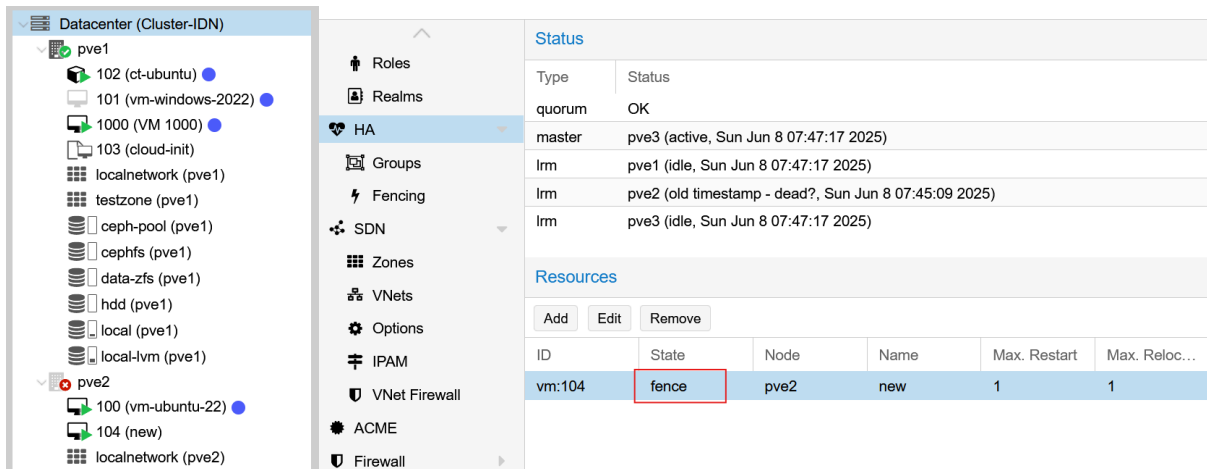 Datacenter (Cluster-IDN)
pve1
102 (ct-ubuntu)
101 (vm-windows-2022)
1000 (VM 1000)
103 (cloud-init)
localnetwork (pve1)
testzone (pve1)
ceph-pool (pve1)
cephfs (pve1)
data-zfs (pve1)
hdd (pve1)
local (pve1)
local-lvm (pve1)
pve2
100 (vm-ubuntu-22)
104 (new)
localnetwork (pve2)
Roles
Realms
HA
Groups
Fencing
SDN
Zones
VNets
Options
IPAM
VNet Firewall
ACME
Firewall
Status
Type Status
quorum OK
master pve3 (active, Sun Jun 8 07:47:17 2025)
lrm pve1 (idle, Sun Jun 8 07:47:17 2025)
lrm pve2 (old timestamp - dead?, Sun Jun 8 07:45:09 2025)
lrm pve3 (idle, Sun Jun 8 07:47:17 2025)
Resources
Add Edit Remove
ID State Node Name Max. Restart Max. Reloc...
vm:104 fence pve2 new 1 1